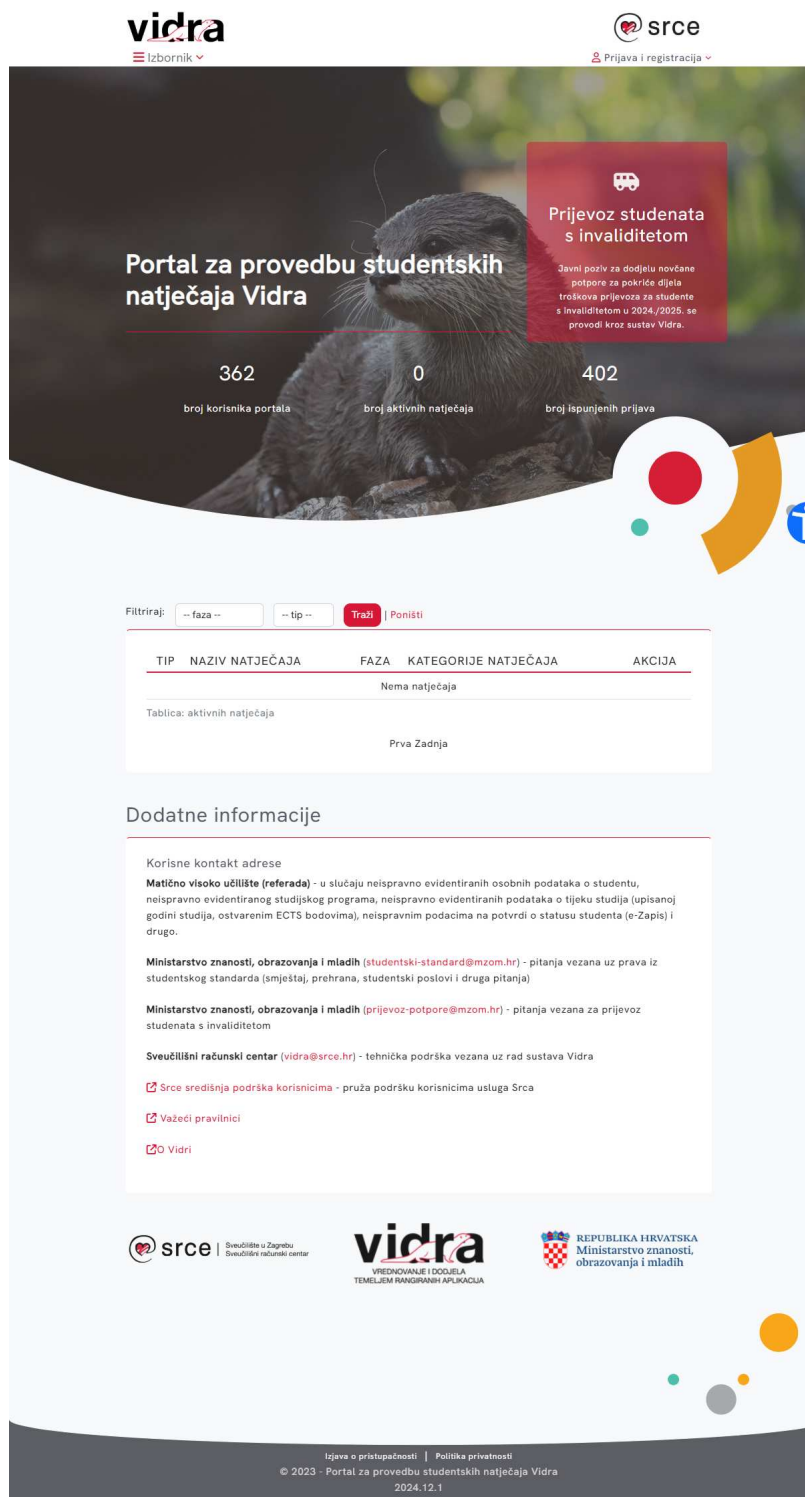 vidra
srce
Izbornik
Prijava i registracija
Prijevoz studenata
s invaliditetom
Javni poziv za dodjelu novčane
potpore za pokriće dijela
troškova prijevoza za studente
s invaliditetom u 2024./2025. se
provodi kroz sustav Vidra.
Portal za provedbu studentskih
natječaja Vidra
362
0
402
broj korisnika portala
broj aktivnih natječaja
broj ispunjenih prijava
Filtriraj: -- faza -- -- tip -- Traži | Poništi
TIP NAZIV NATJEČAJA FAZA KATEGORIJE NATJEČAJA AKCIJA
Nema natječaja
Tablica: aktivnih natječaja
Prva Zadnja
Dodatne informacije
Korisne kontakt adrese
Matično visoko učilište (referada) - u slučaju neispravno evidentiranih osobnih podataka o studentu,
neispravno evidentiranog studijskog programa, neispravno evidentiranih podataka o tijeku studija (upisanoj
godini studija, ostvarenim ECTS bodovima), neispravnim podacima na potvrdi o statusu studenta (e-Zapis) i
drugo.
Ministarstvo znanosti, obrazovanja i mladih (studentski-standard@mzom.hr) - pitanja vezana uz prava iz
studentskog standarda (smještaj, prehrana, studentski poslovi i druga pitanja)
Ministarstvo znanosti, obrazovanja i mladih (prijevoz-potpore@mzom.hr) - pitanja vezana za prijevoz
studenata s invaliditetom
Sveučilišni računski centar (vidra@srce.hr) - tehnička podrška vezana uz rad sustava Vidra
Srce središnja podrška korisnicima - pruža podršku korisnicima usluga Srca
Važeći pravilnici
O Vidri
srce
Sveučilište u Zagrebu
Sveučilišni računski centar
vidra
VREDNOVANJE I DODJELA
TEMELJEM RANGIRANIH APLIKACIJA
REPUBLIKA HRVATSKA
Ministarstvo znanosti,
obrazovanja i mladih
Izjava o pristupačnosti | Politika privatnosti
© 2023 - Portal za provedbu studentskih natječaja Vidra
2024.12.1